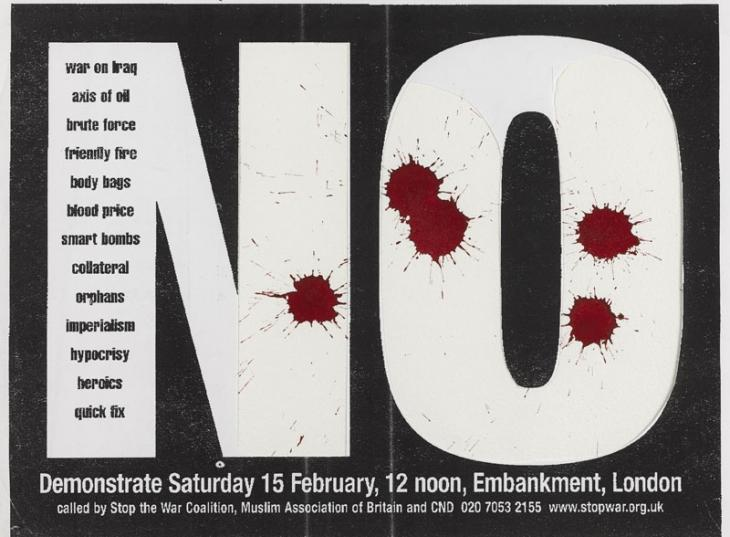 NO
war on Iraq
axis of oil
brute force
friendly fire
body bags
blood price
smart bombs
collateral
orphans
imperialism
hypocrisy
heroics
quick fix
Demonstrate Saturday 15 February, 12 noon, Embankment, London
called by Stop the War Coalition, Muslim Association of Britain and CND 020 7053 2155 www.stopwar.org.uk